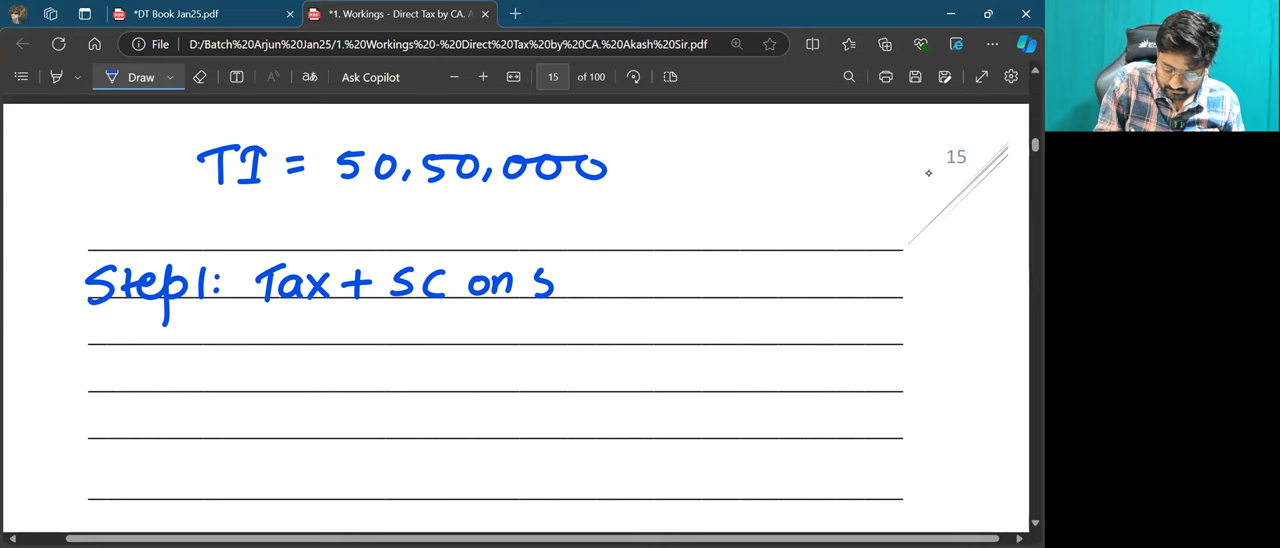 *DT Book Jan25.pdf
*1. Workings - Direct Tax by CA. A
File D:/Batch%20Arjun%20Jan25/1.%20Workings%20-%20Direct%20Tax%20by%20CA.%20Akash%20Sir.pdf
Draw
Ask Copilot
15 of 100
15
TI = 50,50,000
Step1: Tax + SC on 5